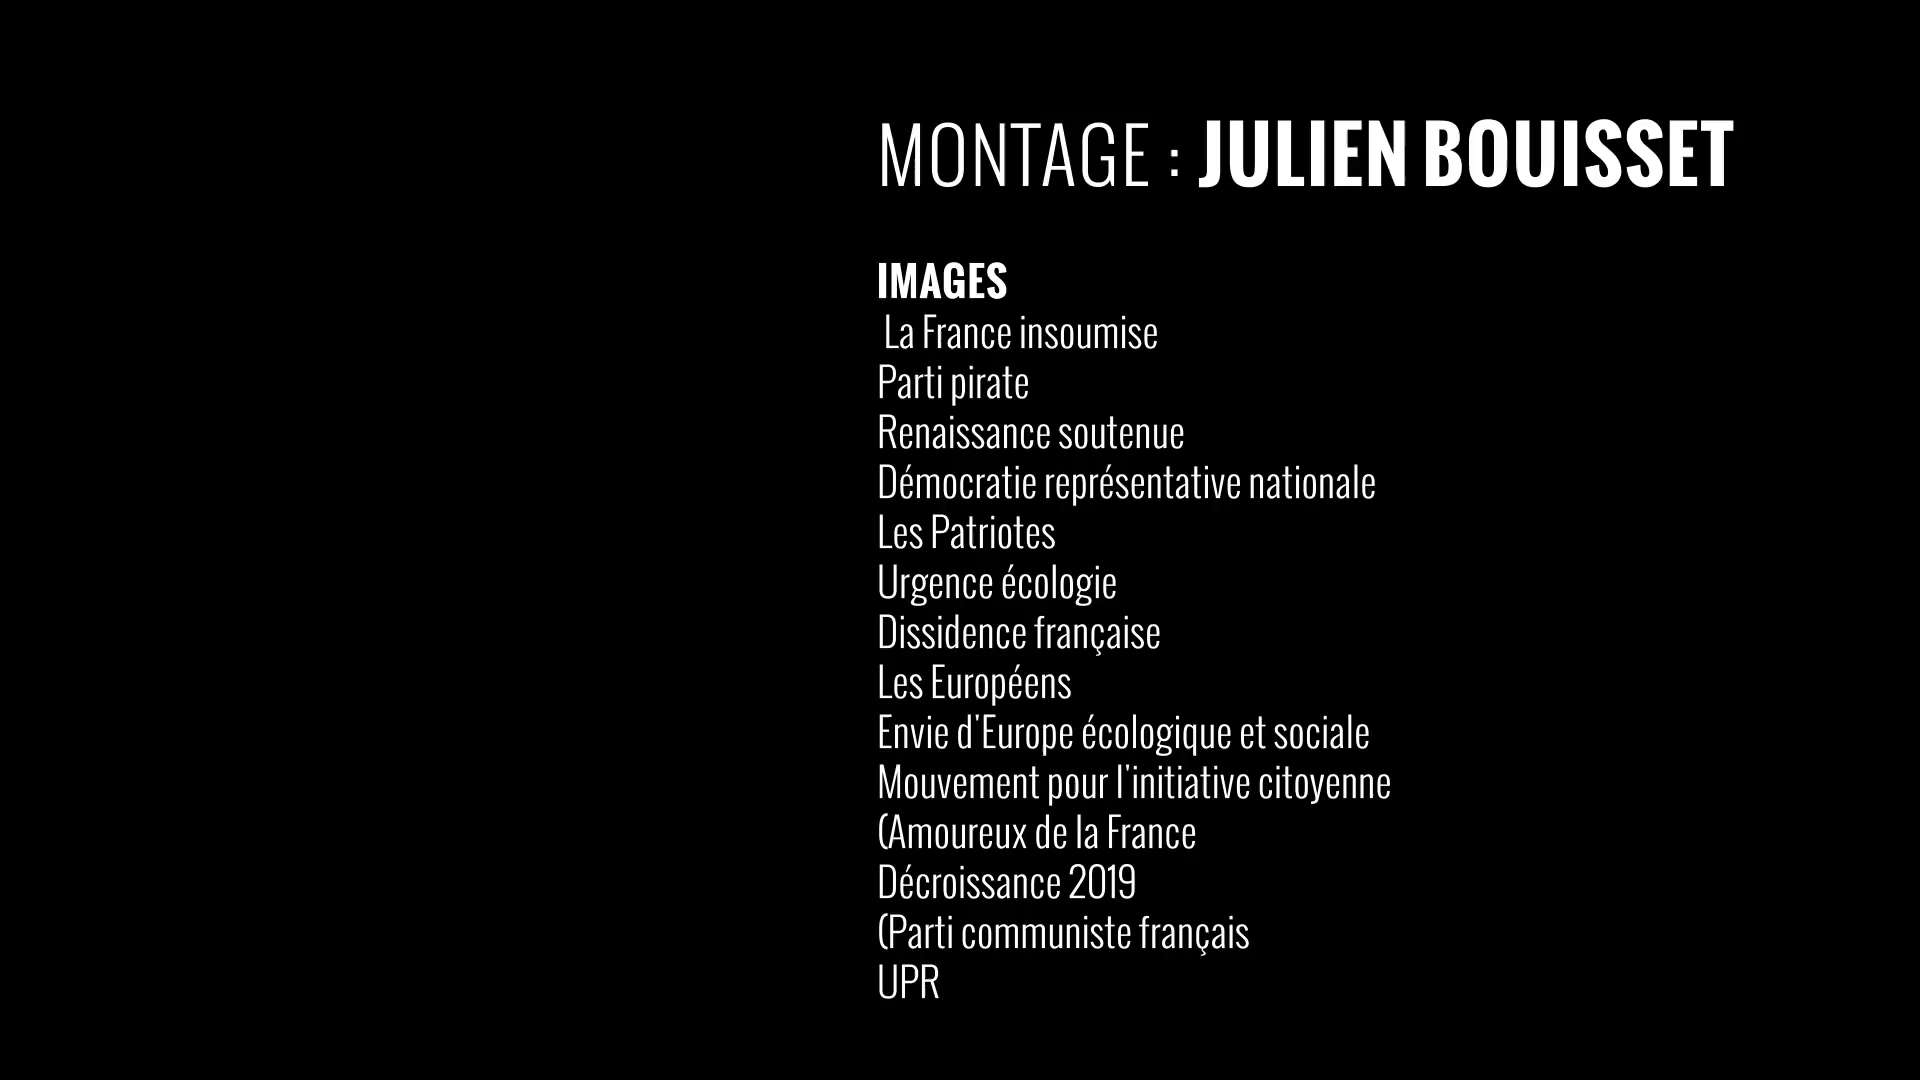 MONTAGE : JULIEN BOUISSET
IMAGES
La France insoumise
Parti pirate
Renaissance soutenue
Démocratie représentative nationale
Les Patriotes
Urgence écologie
Dissidence française
Les Européens
Envie d'Europe écologique et sociale
Mouvement pour l'initiative citoyenne
(Amoureux de la France
Décroissance 2019
(Parti communiste français
UPR